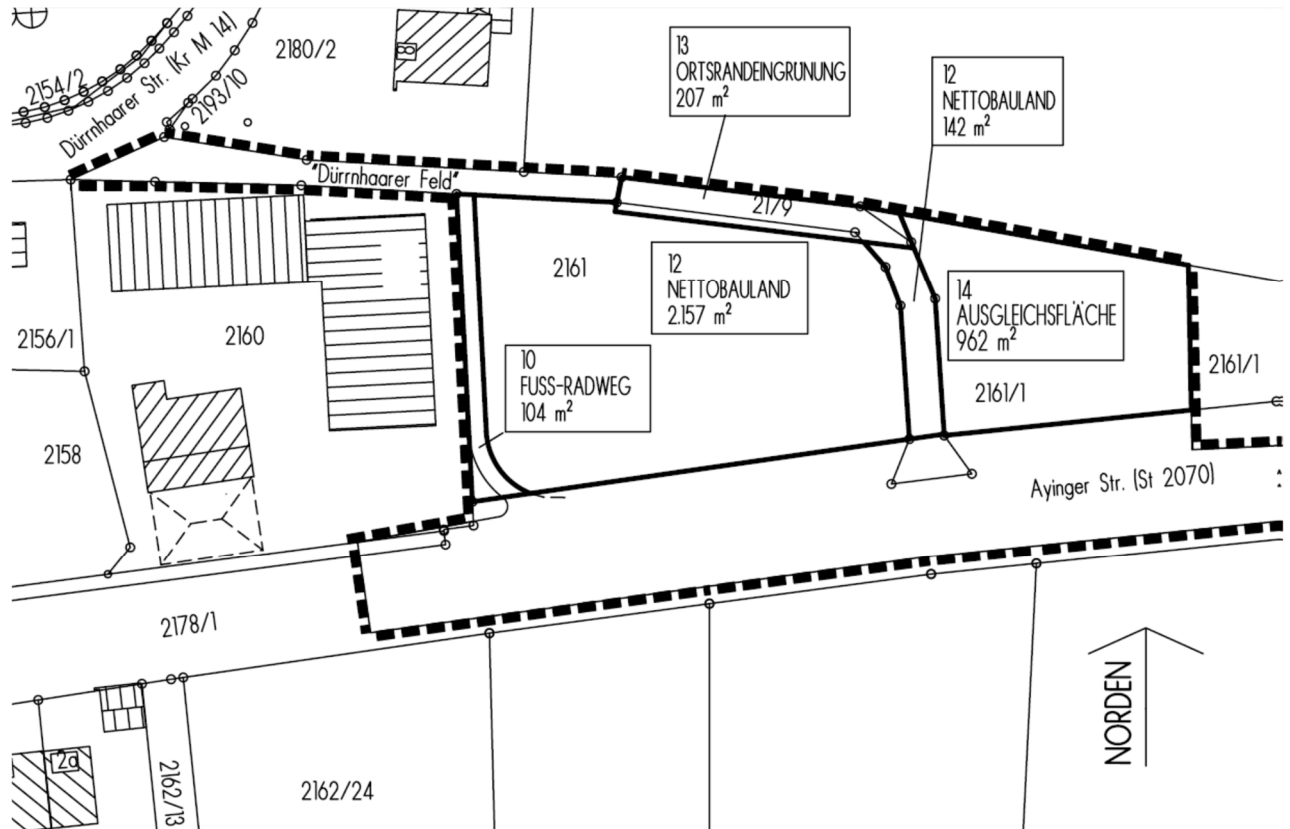 2154/2
Dürrnhaarer Str. (Kr M 14)
2193/10
2180/2
13
ORTSRANDEINGRÜNUNG
207 m²
12
NETTOBAULAND
142 m²
"Dürrnhaarer Feld"
21/9
2161
12
NETTOBAULAND
2.157 m²
14
AUSGLEICHSFLÄCHE
962 m²
2156/1
2160
10
FUSS-RADWEG
104 m²
2161/1
2161/1
2158
Ayinger Str. (St 2070)
2178/1
NORDEN
2a
2162/13
2162/24